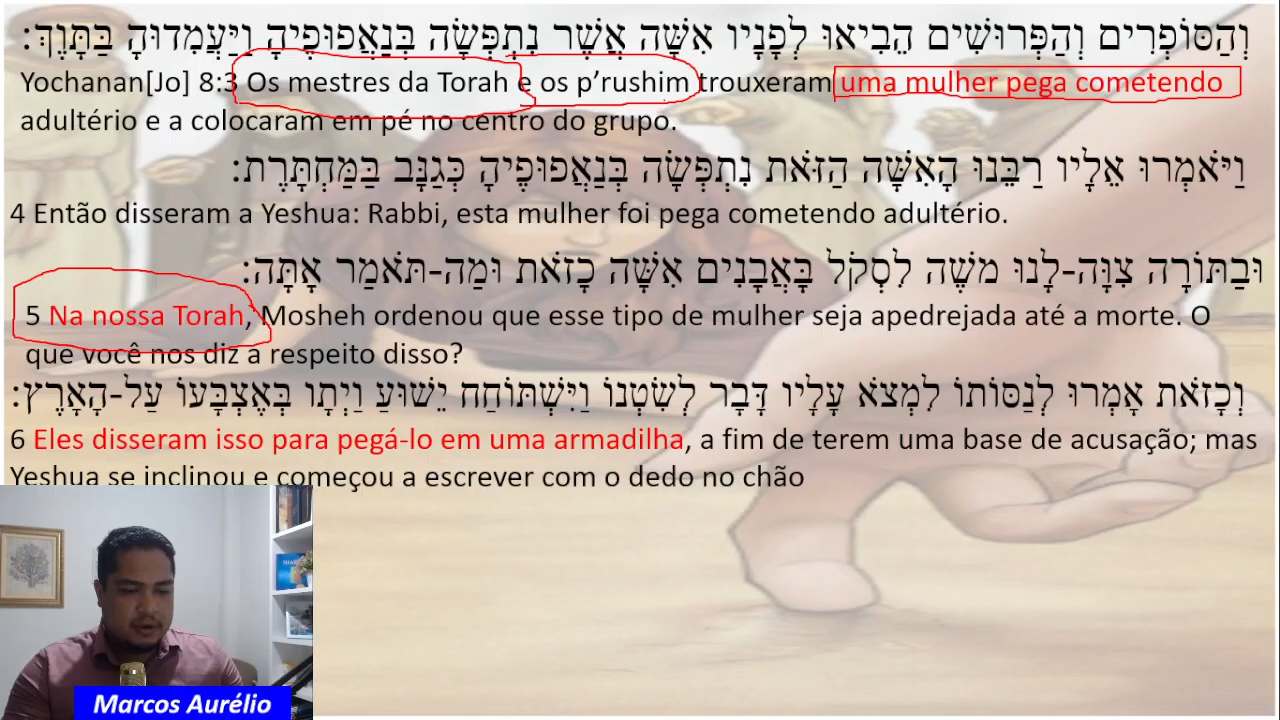 וְהַסּוֹפְרִים וְהַפְּרוּשִׁים הֵבִיאוּ לְפָנָיו אִשָּׁה אֲשֶׁר נִתְפְּשָׂה בְּנַאֲפוּפֶיהָ וַיַּעֲמִדוּהָ בַּתָּוֶךְ׃
Yochanan[Jo] 8:3 Os mestres da Torah e os p’rushim trouxeram uma mulher pega cometendo
adultério e a colocaram em pé no centro do grupo.
וַיֹּאמְרוּ אֵלָיו רַבֵּנוּ הָאִשָּׁה הַזֹּאת נִתְפְּשָׂה בְּנַאֲפוּפֶיהָ כְּגַנָּב בַּמַּחְתָּרֶת׃
4 Então disseram a Yeshua: Rabbi, esta mulher foi pega cometendo adultério.
וּבַתּוֹרָה צִוָּה-לָנוּ משֶׁה לִסְקֹל בָּאֲבָנִים אִשָּׁה כָזֹאת וּמַה-תֹּאמַר אָתָּה׃
5 Na nossa Torah, Mosheh ordenou que esse tipo de mulher seja apedrejada até a morte. O
que você nos diz a respeito disso?
וְכָזֹאת אָמְרוּ לְנַסּוֹתוֹ לִמְצֹא עָלָיו דָּבָר לְשִׂטְנוֹ וַיִּשְׁתּוֹחַח יֵשׁוּעַ וַיְתָו בְּאֶצְבָּעוֹ עַל-הָאָרֶץ׃
6 Eles disseram isso para pegá-lo em uma armadilha, a fim de terem uma base de acusação; mas
Yeshua se inclinou e começou a escrever com o dedo no chão
Marcos Aurélio